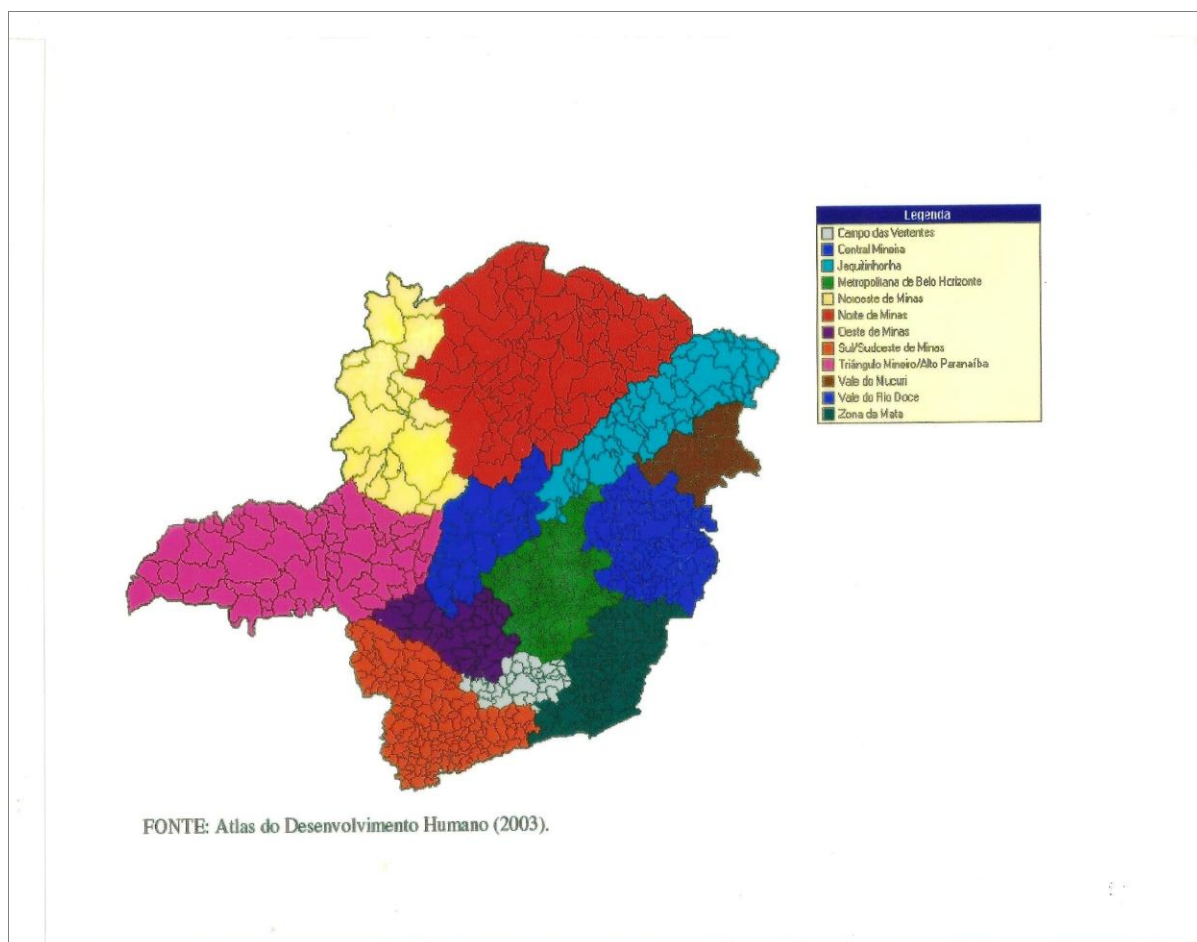 Legenda
Campo das Vertentes
Central Mineira
Jequitinhonha
Metropolitana de Belo Horizonte
Noroeste de Minas
Norte de Minas
Oeste de Minas
Sul/Sudoeste de Minas
Triângulo Mineiro/Alto Paranaíba
Vale do Mucuri
Vale do Rio Doce
Zona da Mata
FONTE: Atlas do Desenvolvimento Humano (2003).